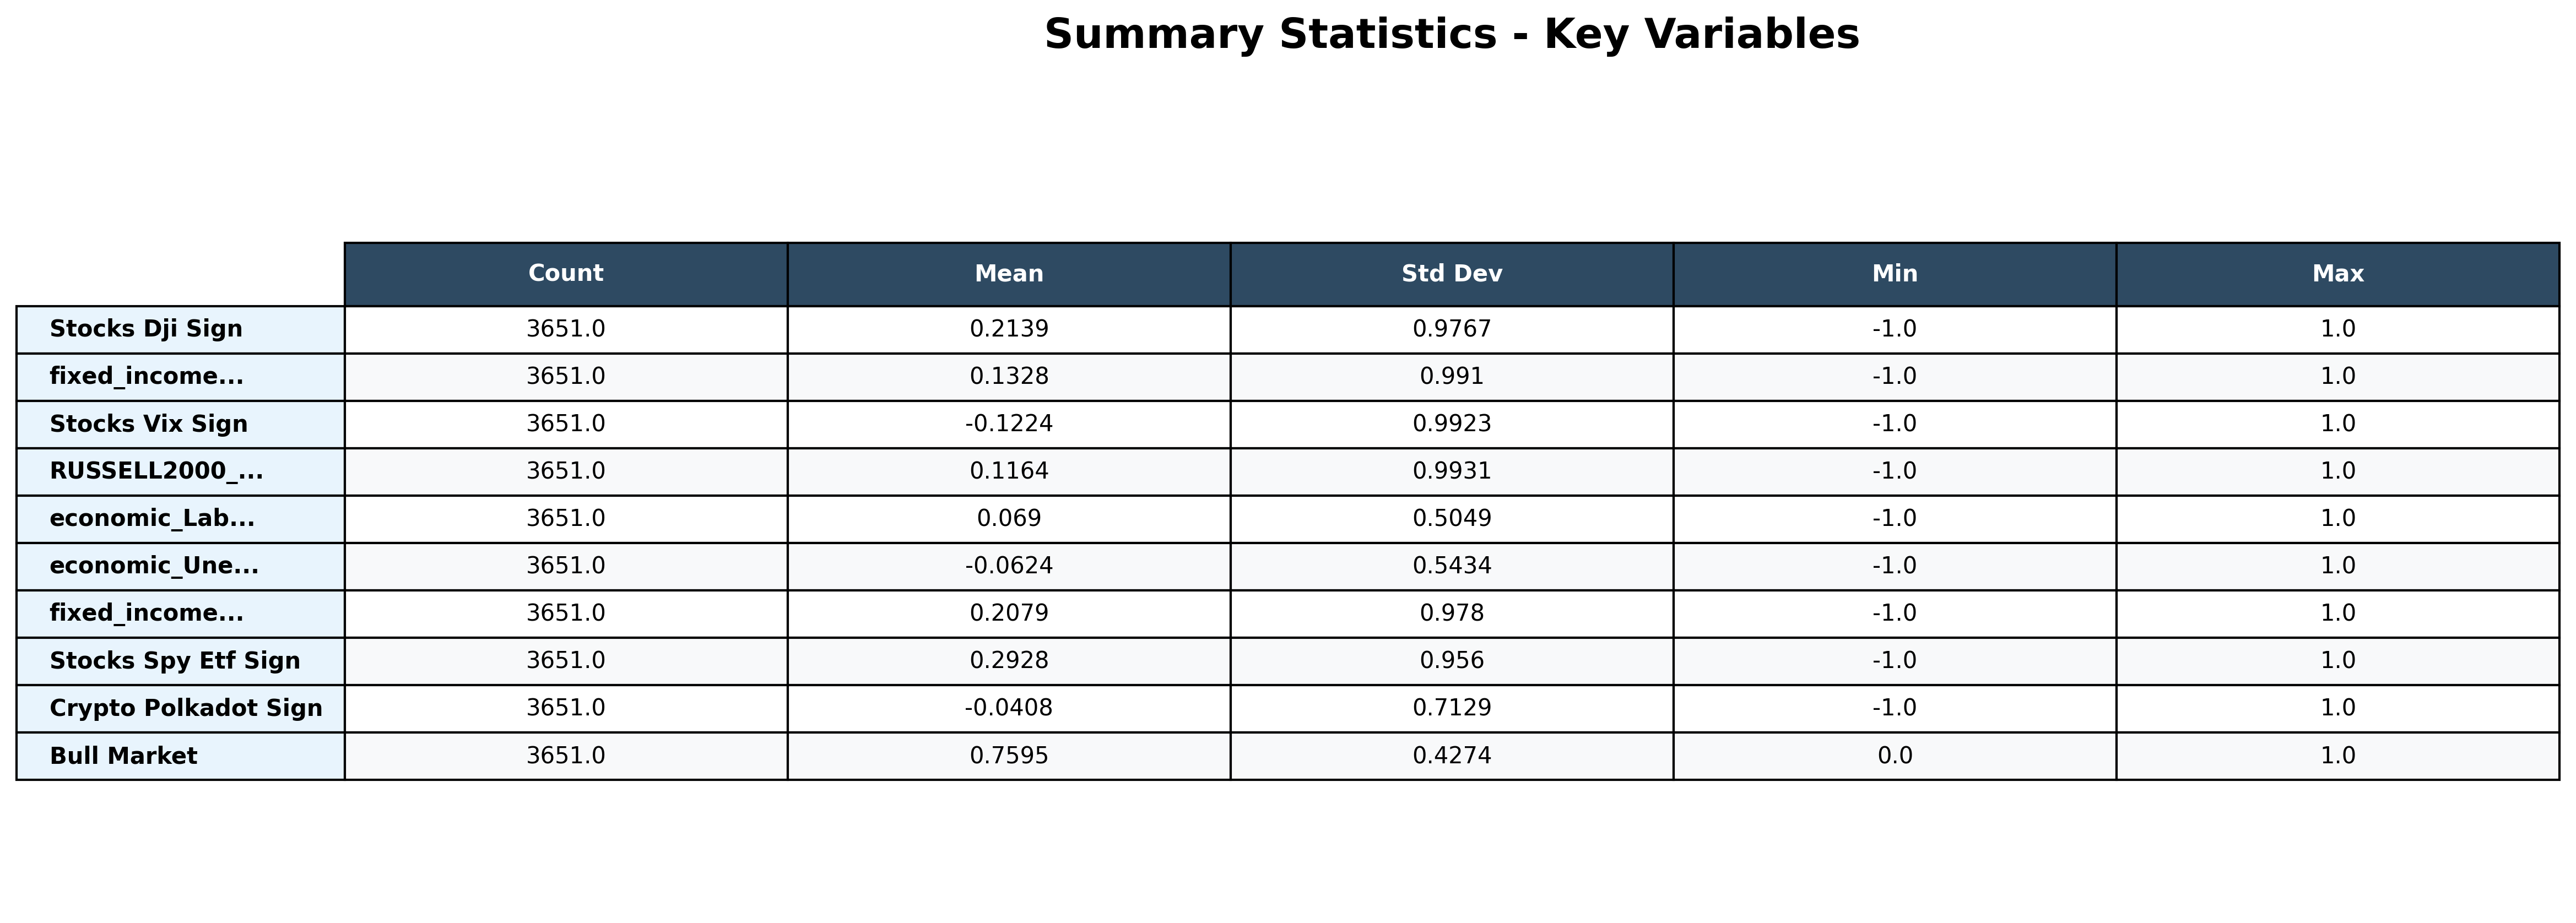 Summary Statistics - Key Variables
Count Mean Std Dev Min Max
Stocks Dji Sign 3651.0 0.2139 0.9767 -1.0 1.0
fixed_income... 3651.0 0.1328 0.991 -1.0 1.0
Stocks Vix Sign 3651.0 -0.1224 0.9923 -1.0 1.0
RUSSELL2000_... 3651.0 0.1164 0.9931 -1.0 1.0
economic_Lab... 3651.0 0.069 0.5049 -1.0 1.0
economic_Une... 3651.0 -0.0624 0.5434 -1.0 1.0
fixed_income... 3651.0 0.2079 0.978 -1.0 1.0
Stocks Spy Etf Sign 3651.0 0.2928 0.956 -1.0 1.0
Crypto Polkadot Sign 3651.0 -0.0408 0.7129 -1.0 1.0
Bull Market 3651.0 0.7595 0.4274 0.0 1.0